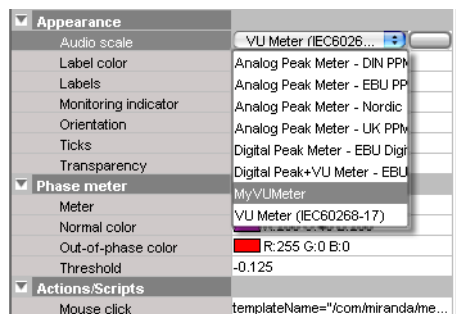 Appearance
Audio scale VU Meter (IEC6026...
Label color Analog Peak Meter - DIN PPM
Labels Analog Peak Meter - EBU PP
Monitoring indicator Analog Peak Meter - Nordic
Orientation Analog Peak Meter - UK PPM
Ticks Digital Peak Meter - EBU Digi
Transparency Digital Peak+VU Meter - EBU
Phase meter MyVUMeter
Meter VU Meter (IEC60268-17)
Normal color
Out-of-phase color R:255 G:0 B:0
Threshold -0.125
Actions/Scripts
Mouse click templateName="/com/miranda/me...